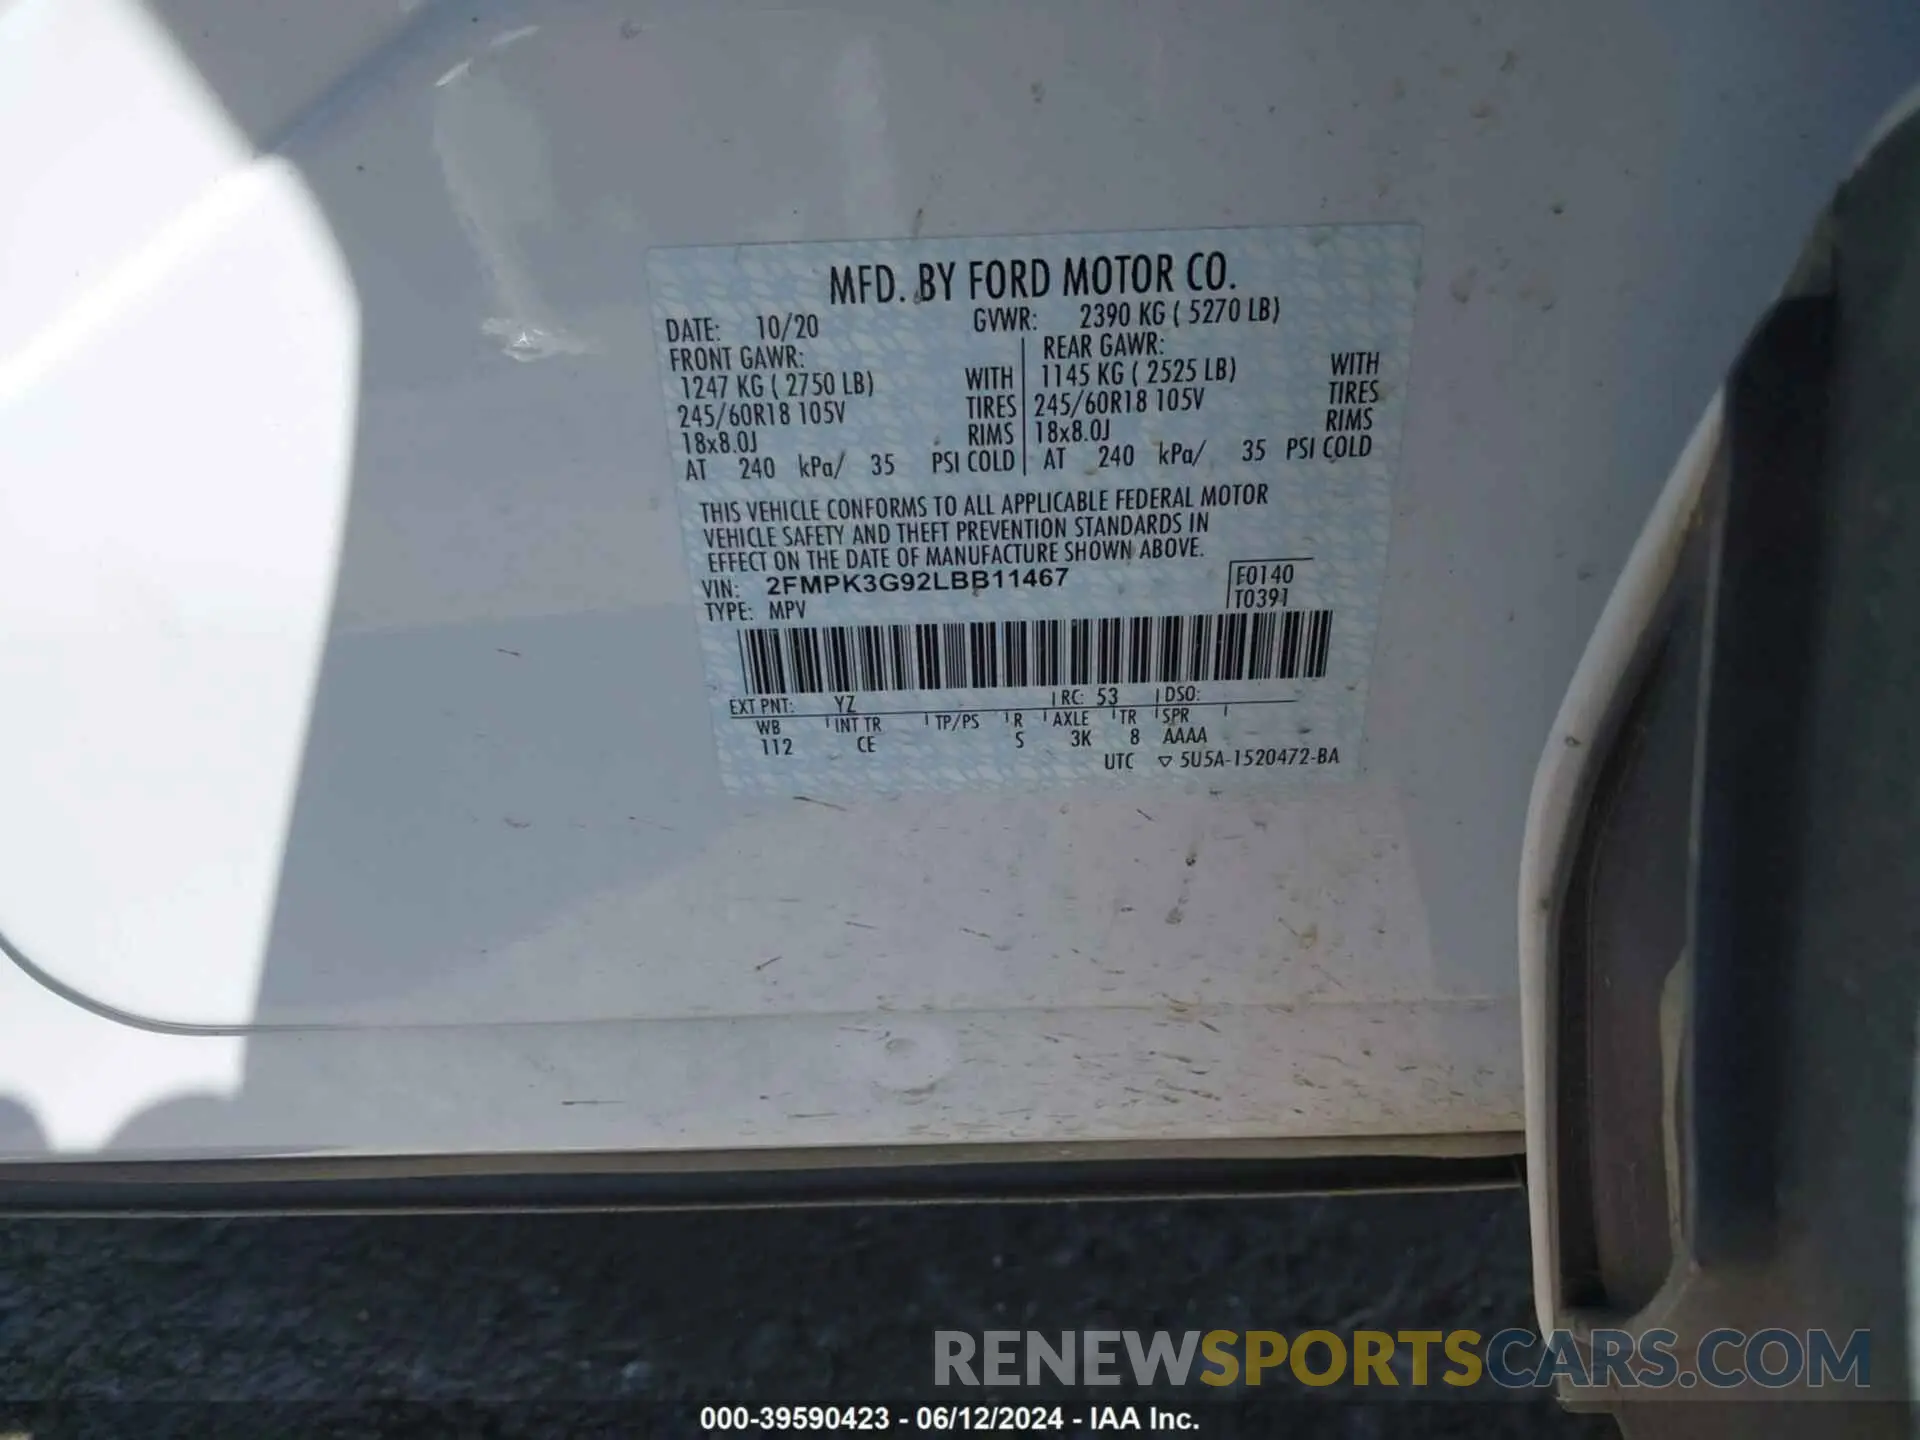 MFD. BY FORD MOTOR CO.
DATE: 10/20 GVWR: 2390 KG ( 5270 LB)
FRONT GAWR: REAR GAWR:
1247 KG ( 2750 LB) WITH 1145 KG ( 2525 LB) WITH
245/60R18 105V TIRES 245/60R18 105V TIRES
18x8.0J RIMS 18x8.0J RIMS
AT 240 kPa/ 35 PSI COLD AT 240 kPa/ 35 PSI COLD
THIS VEHICLE CONFORMS TO ALL APPLICABLE FEDERAL MOTOR
VEHICLE SAFETY AND THEFT PREVENTION STANDARDS IN
EFFECT ON THE DATE OF MANUFACTURE SHOWN ABOVE.
VIN: 2FMPK3G92LBB11467 F0140
TYPE: MPV T0391
EXT PNT: YZ RC: 53 DSO:
WB INT TR TP/PS R AXLE TR SPR
112 CE S 3K 8 AAAA
UTC ▽ 5U5A-1520472-BA
RENEWSPORTSCARS.COM
000-39590423 - 06/12/2024 - IAA Inc.